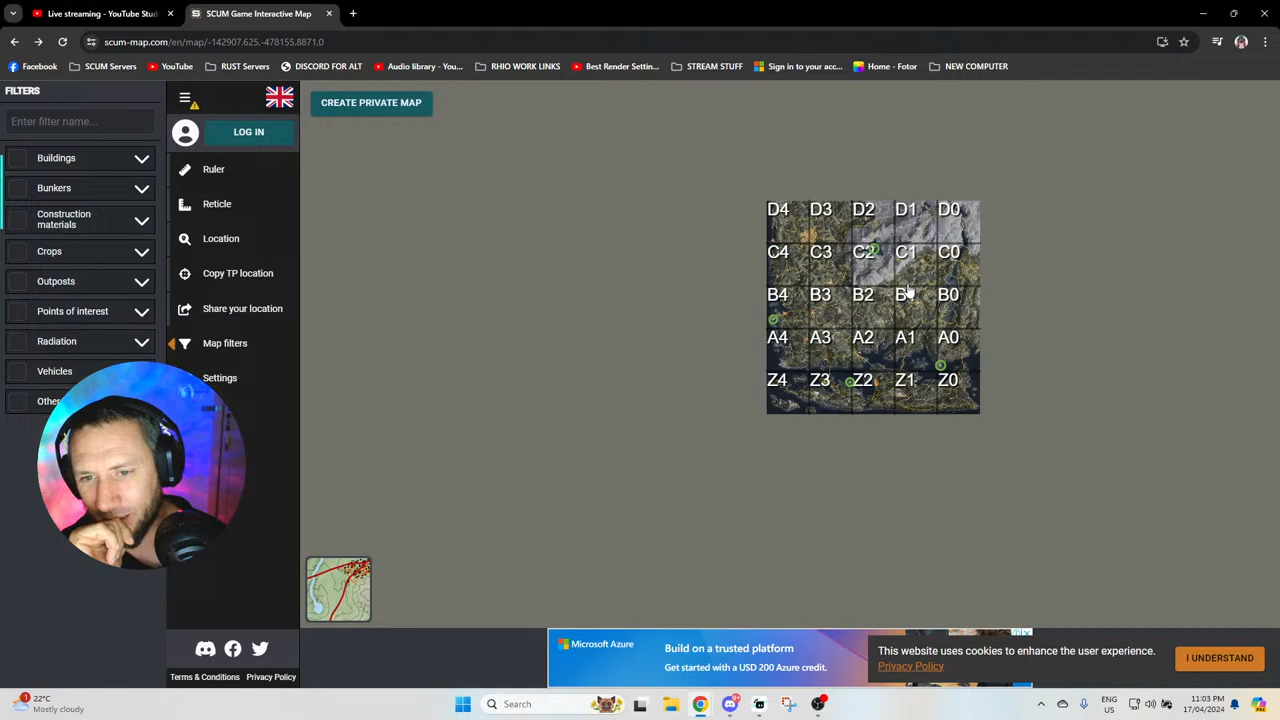 Live streaming - YouTube Stud
SCUM Game Interactive Map
scum-map.com/en/map/-142907.625,-478155.8871,0
Facebook
SCUM Servers
YouTube
RUST Servers
DISCORD FOR ALT
Audio library - You...
RHIO WORK LINKS
Best Render Settin...
STREAM STUFF
Sign in to your acc...
Home - Fotor
NEW COMPUTER
FILTERS
Enter filter name...
Buildings
Bunkers
Construction
materials
Crops
Outposts
Points of interest
Radiation
Vehicles
Other
LOG IN
Ruler
Reticle
Location
Copy TP location
Share your location
Map filters
Settings
Terms & Conditions
Privacy Policy
CREATE PRIVATE MAP
D4 D3 D2 D1 D0
C4 C3 C2 C1 C0
B4 B3 B2 B0
A4 A3 A2 A1 A0
Z4 Z3 Z2 Z1 Z0
Microsoft Azure
Build on a trusted platform
Get started with a USD 200 Azure credit.
This website uses cookies to enhance the user experience.
Privacy Policy
I UNDERSTAND
1
22°C
Mostly cloudy
Search
ENG
US
11:03 PM
17/04/2024